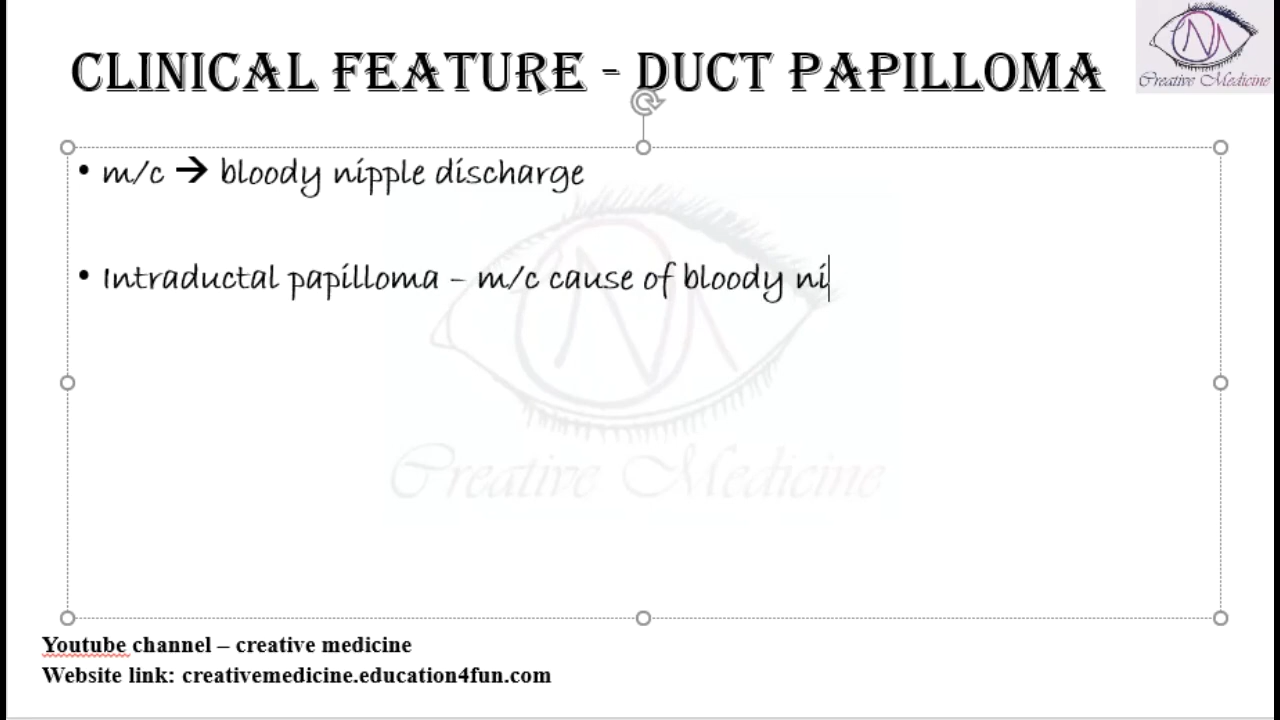 CLINICAL FEATURE - DUCT PAPILLOMA
Creative Medicine
• m/c → bloody nipple discharge
• Intraductal papilloma – m/c cause of bloody ni
Creative Medicine
Youtube channel – creative medicine
Website link: creativemedicine.education4fun.com